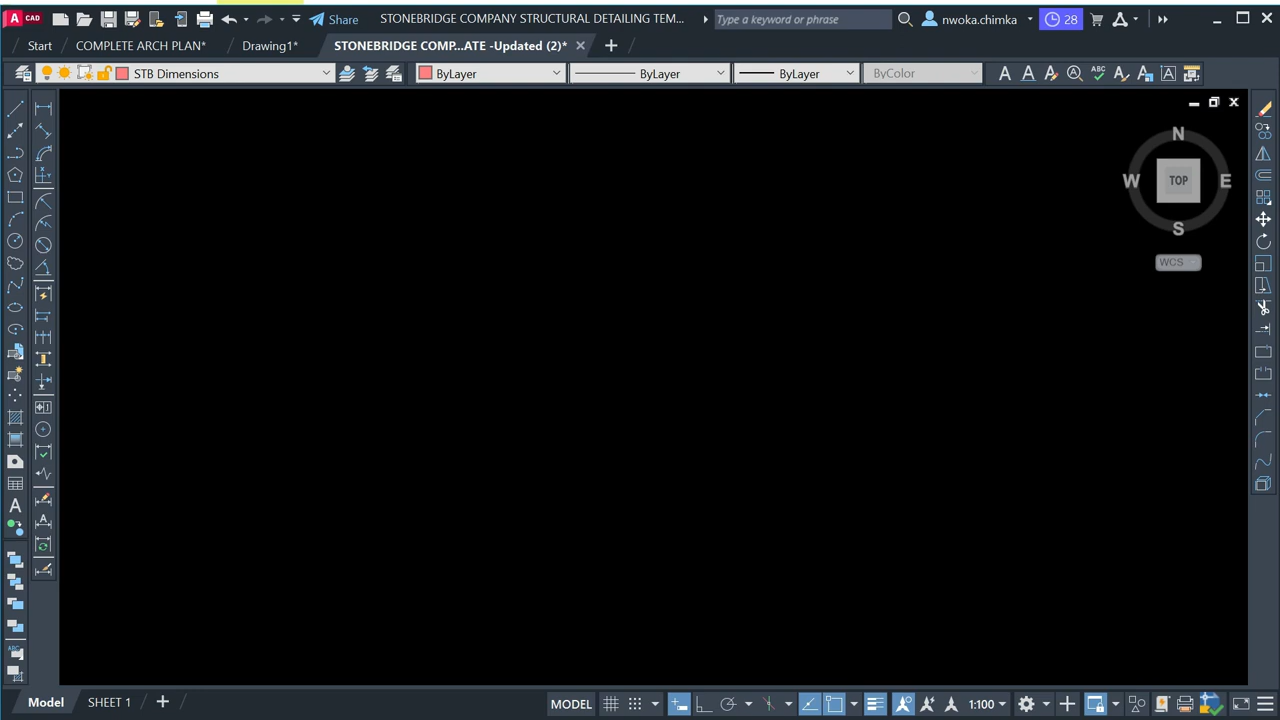 A CAD
Share
STONEBRIDGE COMPANY STRUCTURAL DETAILING TEM...
Type a keyword or phrase
nwoka.chimka
28
Start
COMPLETE ARCH PLAN*
Drawing1*
STONEBRIDGE COMP...ATE -Updated (2)*
STB Dimensions
ByLayer
ByLayer
ByLayer
ByColor
N
W
TOP
E
S
WCS
Model
SHEET 1
MODEL
1:100